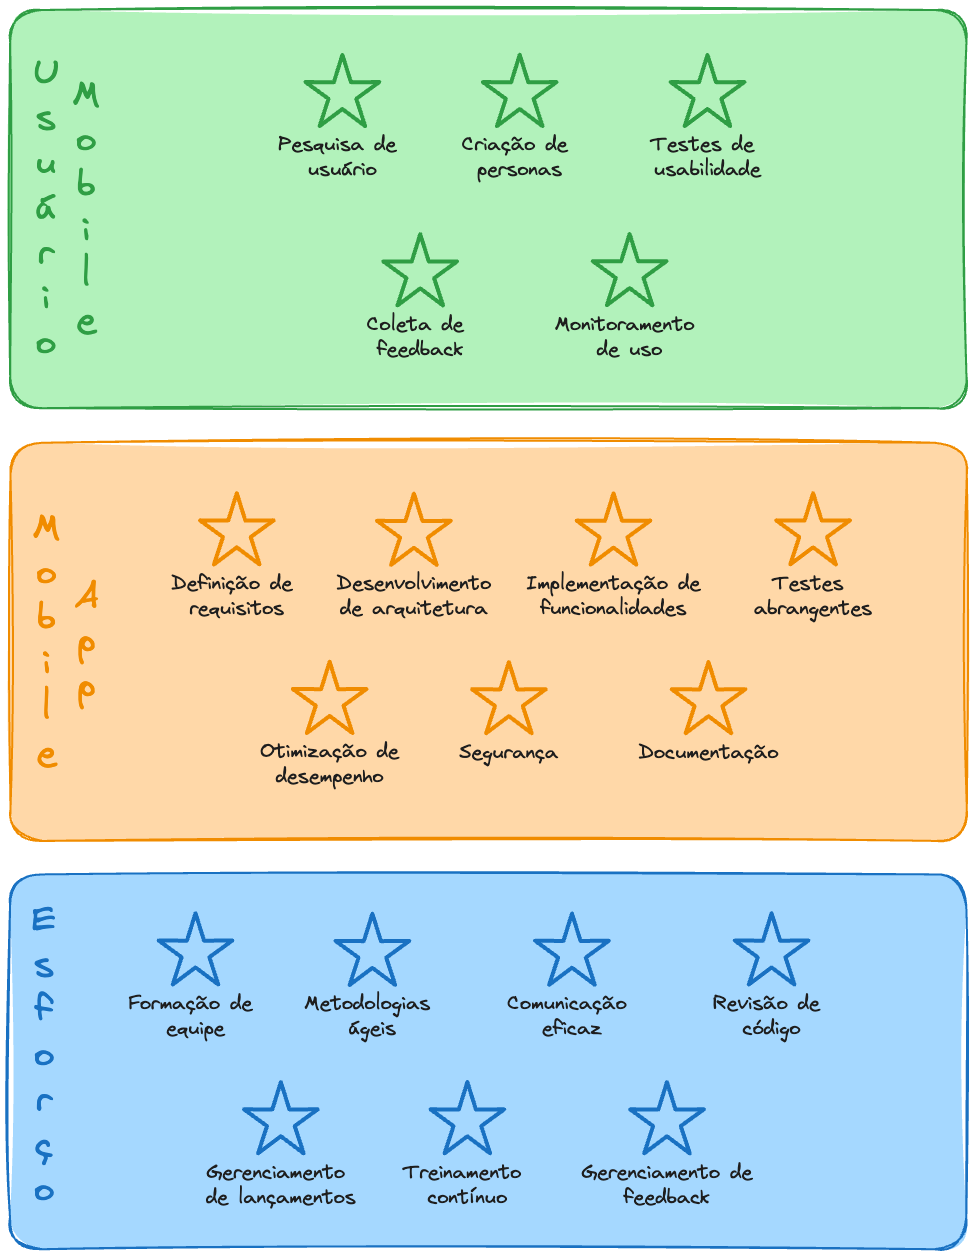 Usuário
Mobile
Pesquisa de
usuário
Criação de
personas
Testes de
usabilidade
Coleta de
feedback
Monitoramento
de uso
Mobile
App
Definição de
requisitos
Desenvolvimento
de arquitetura
Implementação de
funcionalidades
Testes
abrangentes
Otimização de
desempenho
Segurança
Documentação
Esforço
Formação de
equipe
Metodologias
ágeis
Comunicação
eficaz
Revisão de
código
Gerenciamento
de lançamentos
Treinamento
contínuo
Gerenciamento de
feedback